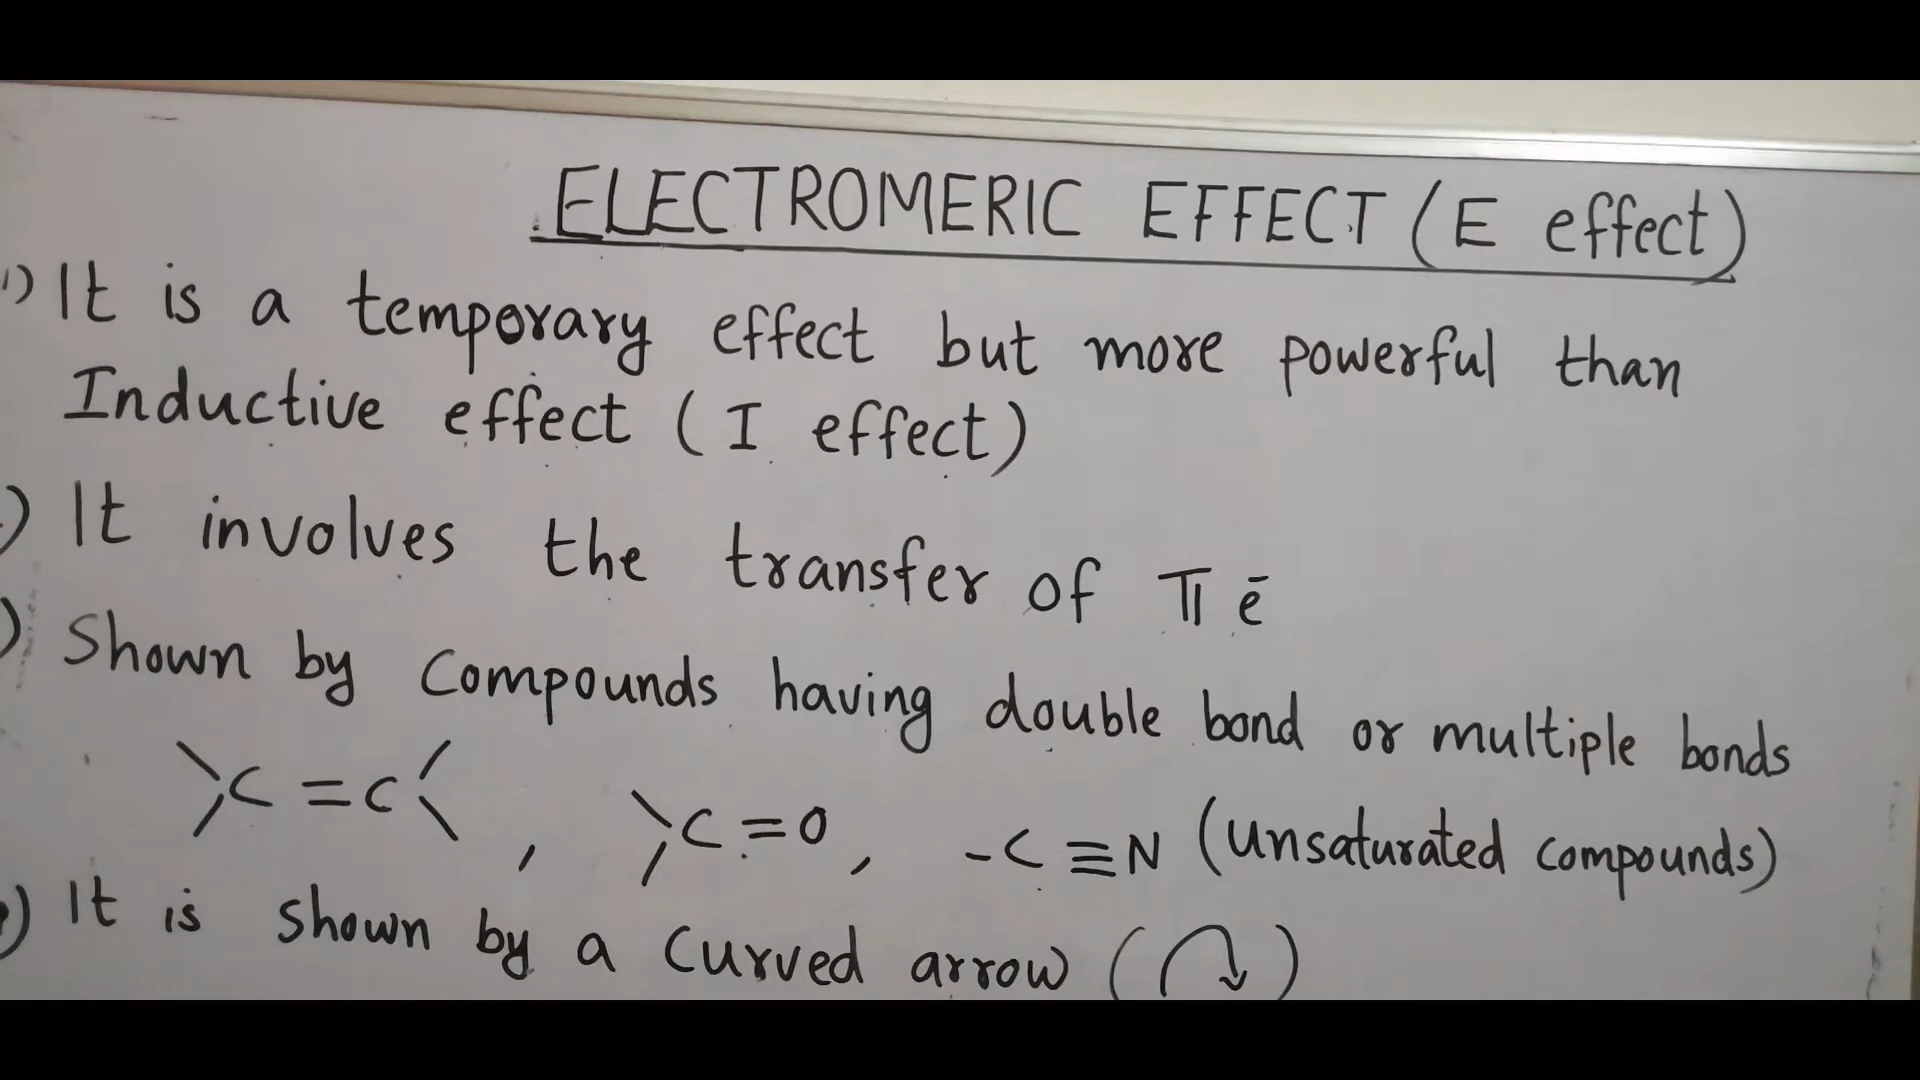 ELECTROMERIC EFFECT (E effect)
1) It is a temporary effect but more powerful than
Inductive effect (I effect)
) It involves the transfer of π ē
) Shown by compounds having double bond or multiple bonds
>C=C< , >C=O , -C≡N (unsaturated compounds)
) It is shown by a curved arrow (↷)